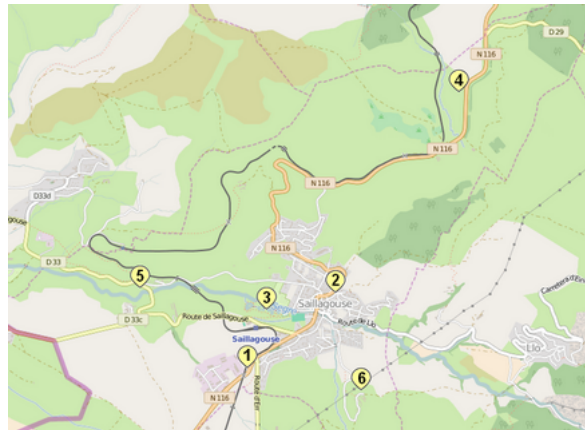 D 29
N 116
4
N 116
N 116
D33d
N 116
D 33
5
2
3
Saillagouse
Route de Llo
Route de Saillagouse
D 33c
Saillagouse
1
Llo
6
N 116